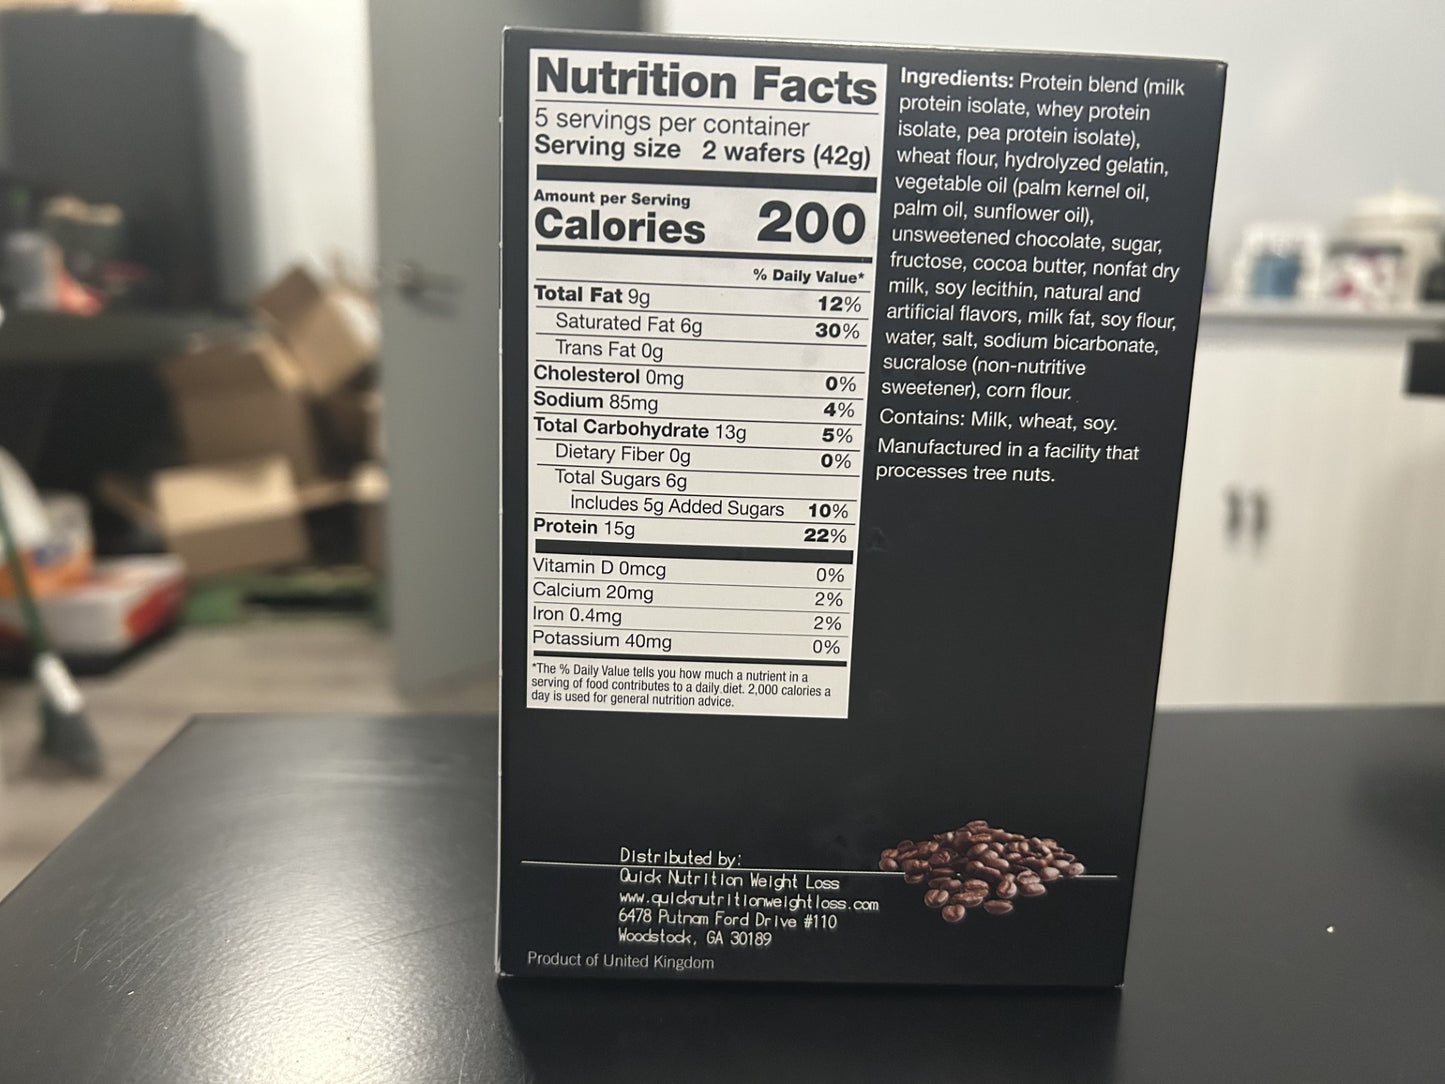 Nutrition Facts
5 servings per container
Serving size 2 wafers (42g)
Amount per Serving
Calories 200
% Daily Value*
Total Fat 9g 12%
Saturated Fat 6g 30%
Trans Fat 0g
Cholesterol 0mg 0%
Sodium 85mg 4%
Total Carbohydrate 13g 5%
Dietary Fiber 0g 0%
Total Sugars 6g
Includes 5g Added Sugars 10%
Protein 15g 22%
Vitamin D 0mcg 0%
Calcium 20mg 2%
Iron 0.4mg 2%
Potassium 40mg 0%
*The % Daily Value tells you how much a nutrient in a
serving of food contributes to a daily diet. 2,000 calories a
day is used for general nutrition advice.
Ingredients: Protein blend (milk
protein isolate, whey protein
isolate, pea protein isolate),
wheat flour, hydrolyzed gelatin,
vegetable oil (palm kernel oil,
palm oil, sunflower oil),
unsweetened chocolate, sugar,
fructose, cocoa butter, nonfat dry
milk, soy lecithin, natural and
artificial flavors, milk fat, soy flour,
water, salt, sodium bicarbonate,
sucralose (non-nutritive
sweetener), corn flour.
Contains: Milk, wheat, soy.
Manufactured in a facility that
processes tree nuts.
Distributed by:
Quick Nutrition Weight Loss
www.quicknutritionweightloss.com
6478 Putnam Ford Drive #110
Woodstock, GA 30189
Product of United Kingdom